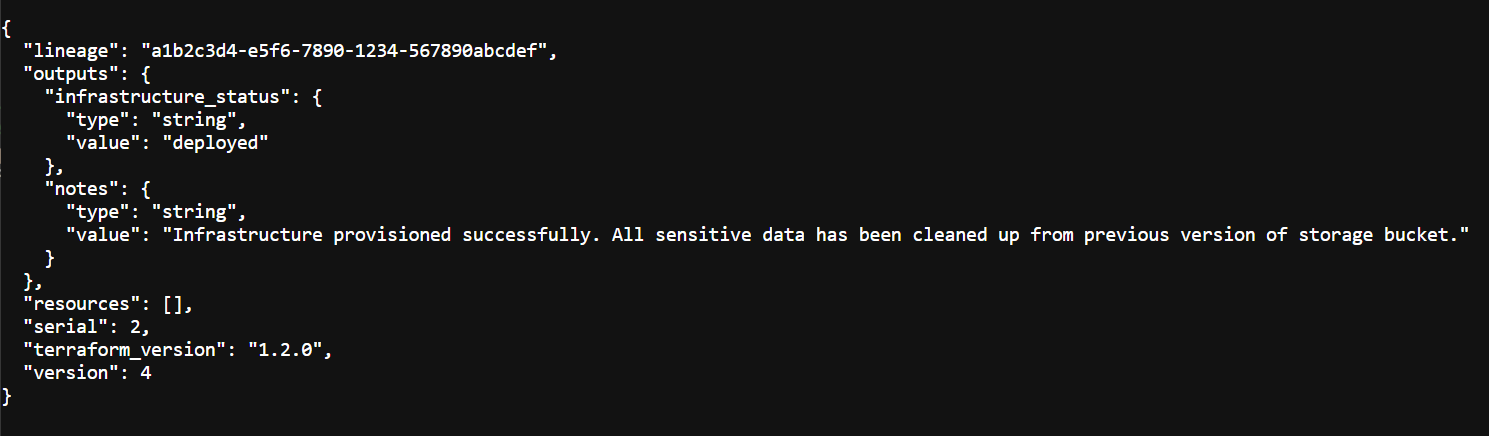 {
  "lineage": "a1b2c3d4-e5f6-7890-1234-567890abcdef",
  "outputs": {
    "infrastructure_status": {
      "type": "string",
      "value": "deployed"
    },
    "notes": {
      "type": "string",
      "value": "Infrastructure provisioned successfully. All sensitive data has been cleaned up from previous version of storage bucket."
    }
  },
  "resources": [],
  "serial": 2,
  "terraform_version": "1.2.0",
  "version": 4
}